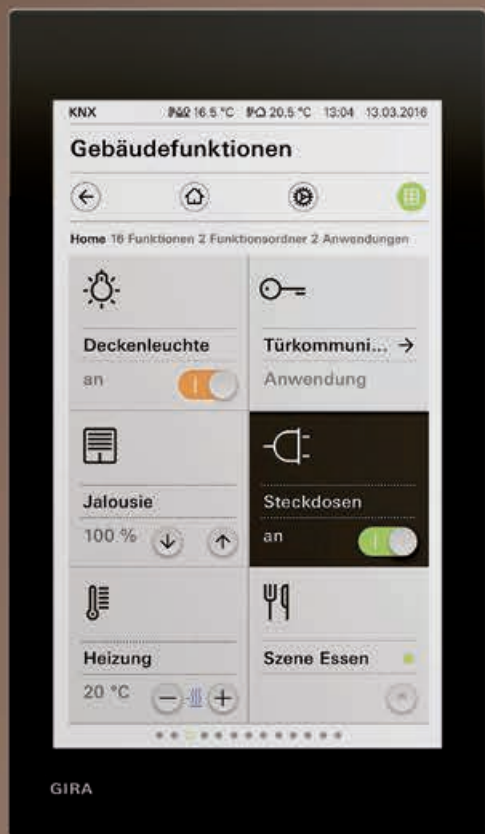 KNX 16.5 °C 20.5 °C 13:04 13.03.2016
Gebäudefunktionen
Home 16 Funktionen 2 Funktionsordner 2 Anwendungen
Deckenleuchte
an
Türkommuni... →
Anwendung
Jalousie
100 %
Steckdosen
an
Heizung
20 °C
Szene Essen
GIRA